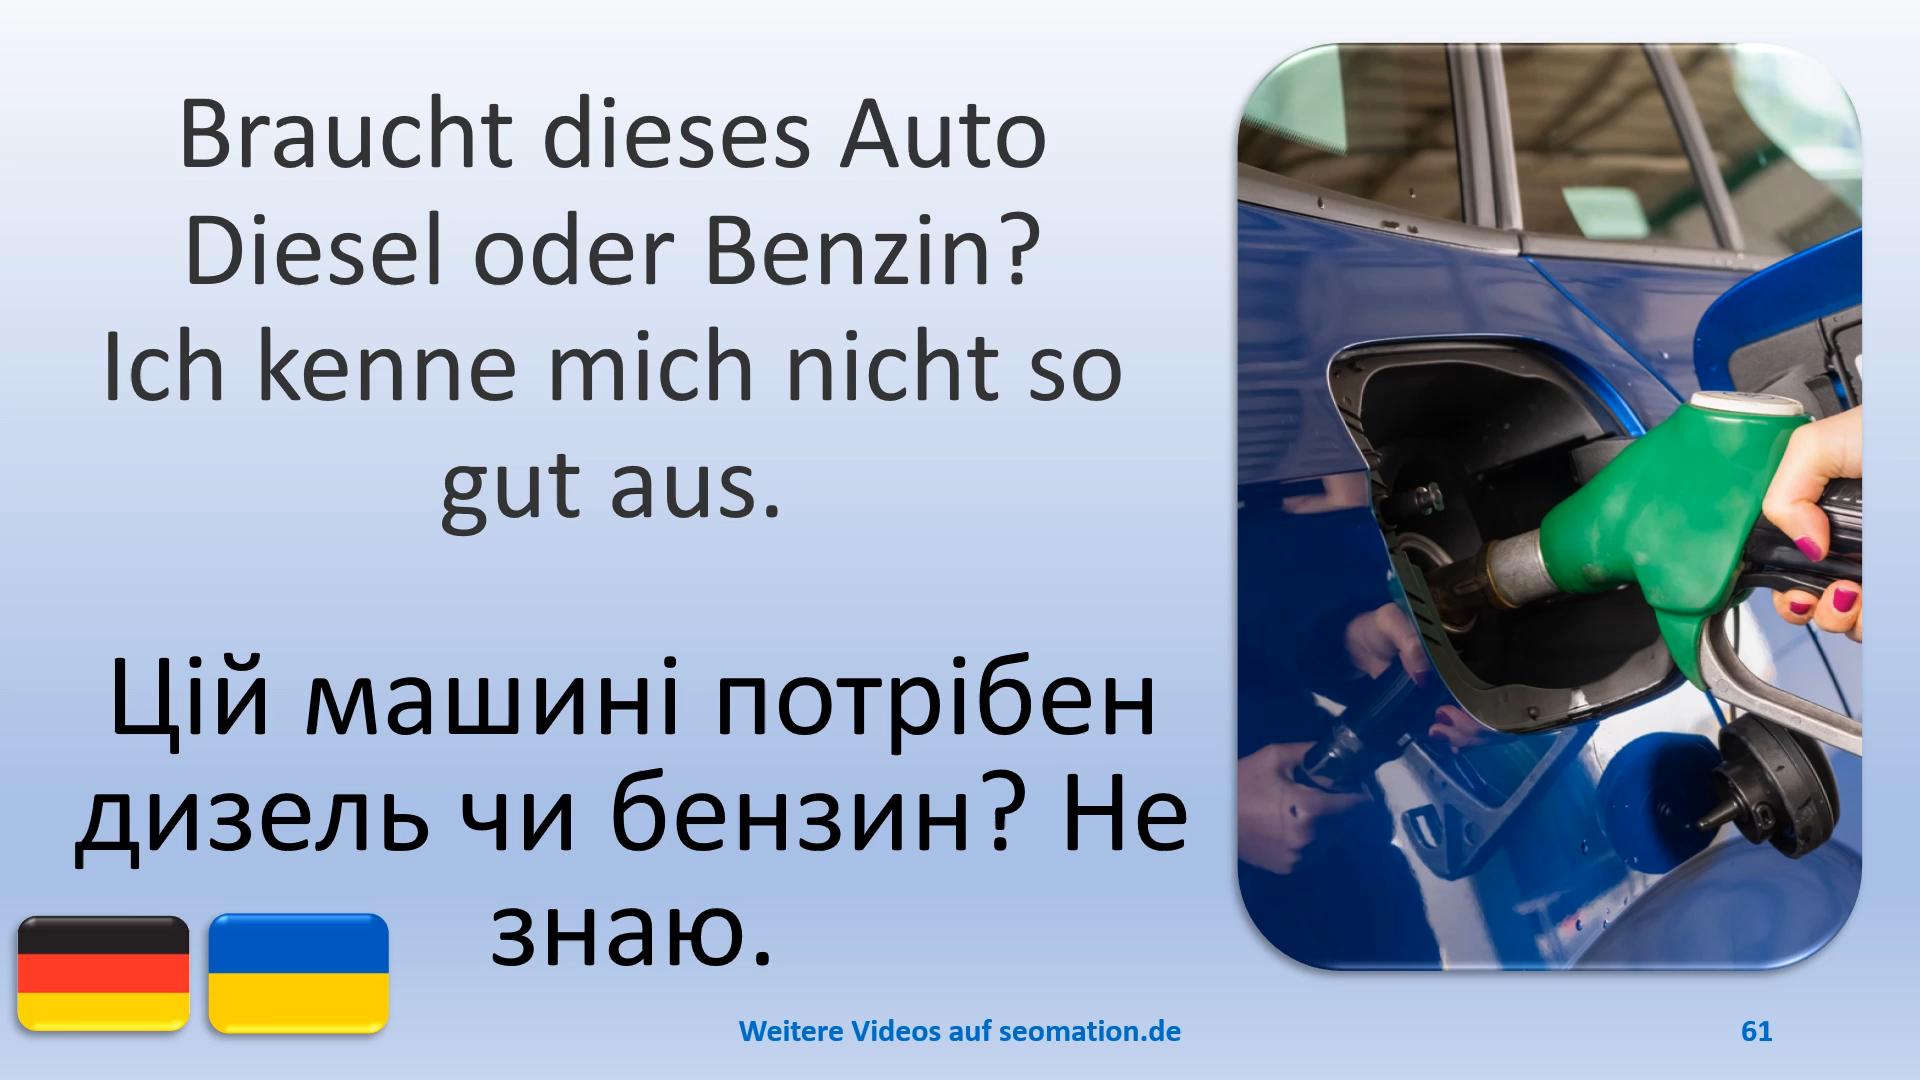 Braucht dieses Auto
Diesel oder Benzin?
Ich kenne mich nicht so
gut aus.
Цій машині потрібен
дизель чи бензин? Не
знаю.
Weitere Videos auf seomation.de
61